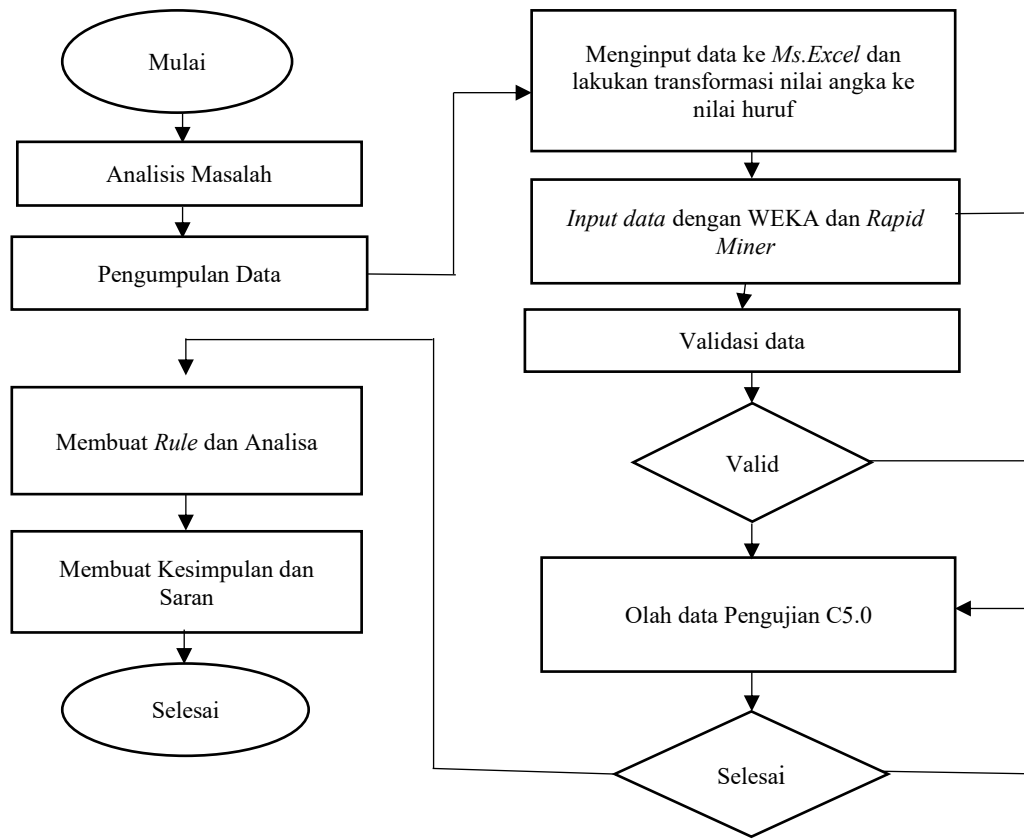 Mulai
Analisis Masalah
Pengumpulan Data
Menginput data ke Ms.Excel dan
lakukan transformasi nilai angka ke
nilai huruf
Input data dengan WEKA dan Rapid
Miner
Validasi data
Valid
Olah data Pengujian C5.0
Selesai
Membuat Rule dan Analisa
Membuat Kesimpulan dan
Saran
Selesai